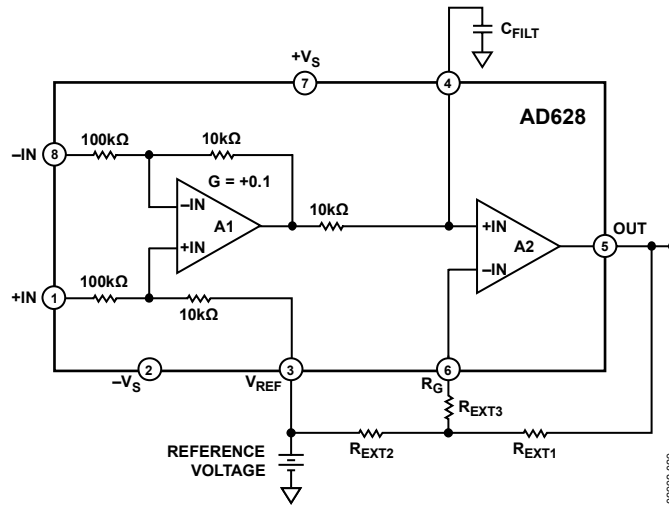 C_FILT
+V_S
7
4
AD628
100kΩ
10kΩ
–IN
8
G = +0.1
–IN
A1
+IN
10kΩ
+IN
A2
–IN
OUT
5
+IN
1
100kΩ
10kΩ
2
3
6
–V_S
V_REF
R_G
R_EXT3
REFERENCE
VOLTAGE
R_EXT2
R_EXT1